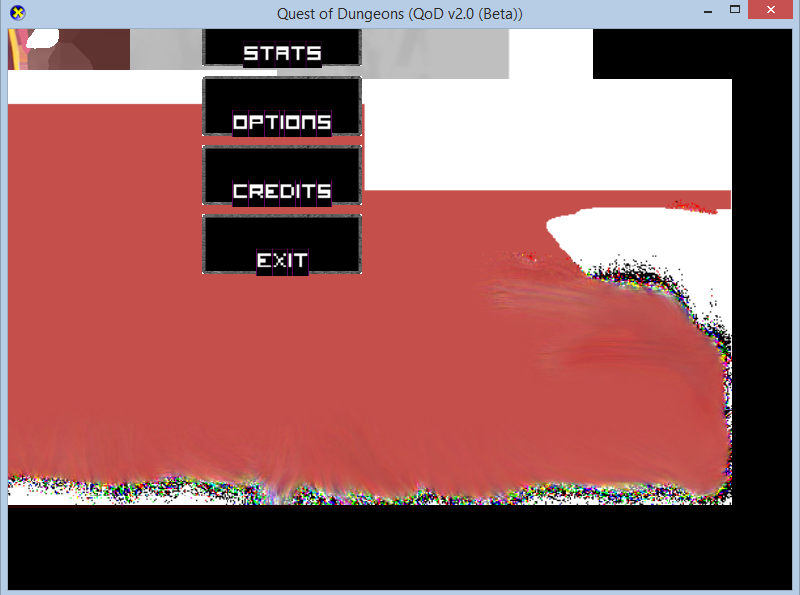 Quest of Dungeons (QoD v2.0 (Beta))
STATS
OPTIONS
CREDITS
EXIT